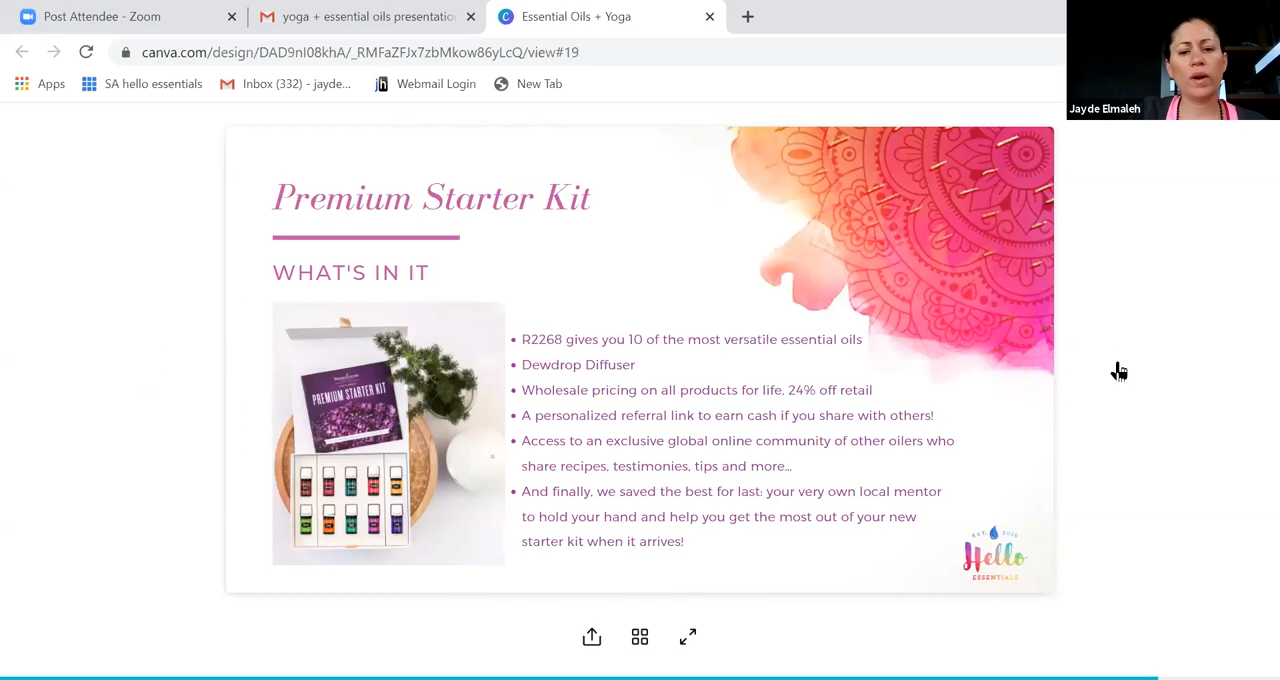 Post Attendee - Zoom
yoga + essential oils presentatio
Essential Oils + Yoga
canva.com/design/DAD9nI08khA/_RMFaZFJx7zbMkow86yLcQ/view#19
Apps
SA hello essentials
Inbox (332) - jayde...
jh
Webmail Login
New Tab
Jayde Elmaleh
Premium Starter Kit
WHAT'S IN IT
PREMIUM STARTER KIT
• R2268 gives you 10 of the most versatile essential oils
• Dewdrop Diffuser
• Wholesale pricing on all products for life, 24% off retail
• A personalized referral link to earn cash if you share with others!
• Access to an exclusive global online community of other oilers who
share recipes, testimonies, tips and more...
• And finally, we saved the best for last: your very own local mentor
to hold your hand and help you get the most out of your new
starter kit when it arrives!
Hello
ESSENTIALS